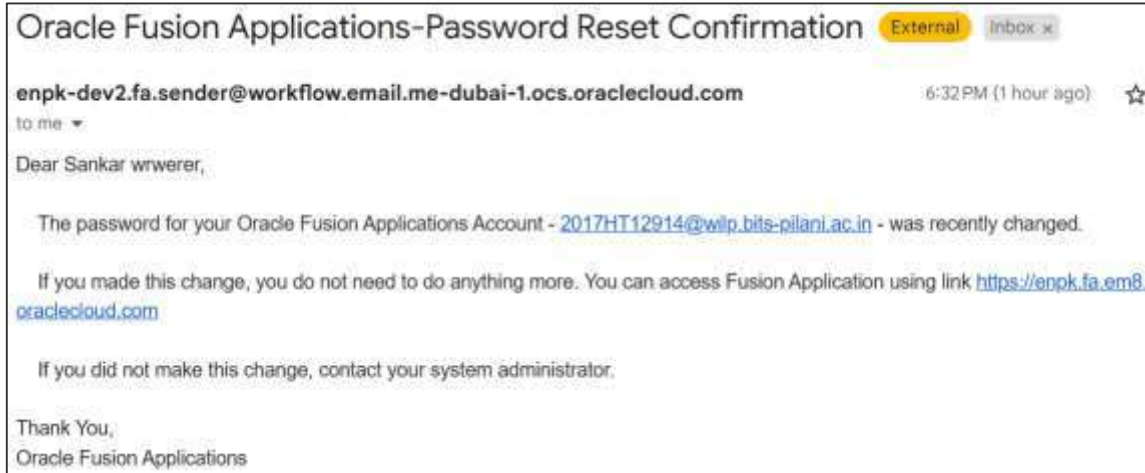 Oracle Fusion Applications-Password Reset Confirmation External Inbox x
enpk-dev2.fa.sender@workflow.email.me-dubai-1.ocs.oraclecloud.com 6:32 PM (1 hour ago)
to me
Dear Sankar wrwerer,
The password for your Oracle Fusion Applications Account - 2017HT12914@wilp.bits-pilani.ac.in - was recently changed.
If you made this change, you do not need to do anything more. You can access Fusion Application using link https://enpk.fa.em8.
oraclecloud.com
If you did not make this change, contact your system administrator.
Thank You,
Oracle Fusion Applications